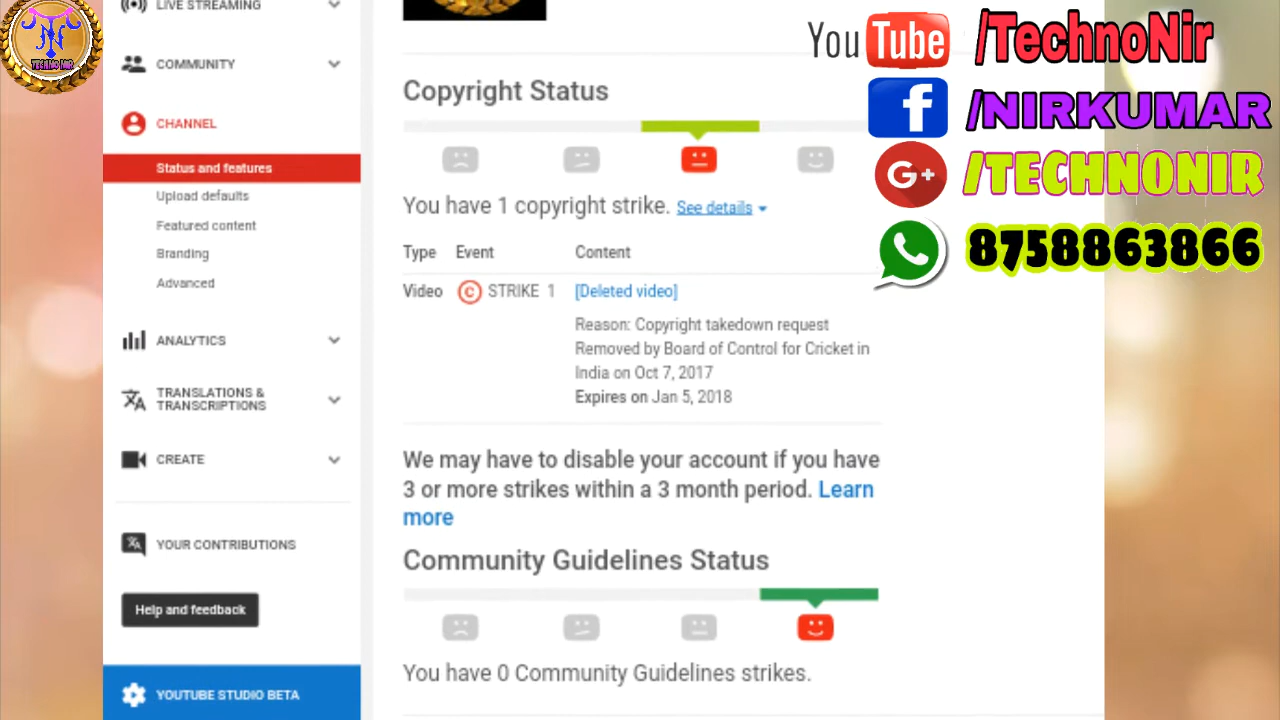 LIVE STREAMING
COMMUNITY
CHANNEL
Status and features
Upload defaults
Featured content
Branding
Advanced
ANALYTICS
TRANSLATIONS &
TRANSCRIPTIONS
CREATE
YOUR CONTRIBUTIONS
Help and feedback
YOUTUBE STUDIO BETA
Copyright Status
You have 1 copyright strike. See details
Type Event Content
Video © STRIKE 1 [Deleted video]
Reason: Copyright takedown request
Removed by Board of Control for Cricket in
India on Oct 7, 2017
Expires on Jan 5, 2018
We may have to disable your account if you have
3 or more strikes within a 3 month period. Learn
more
Community Guidelines Status
You have 0 Community Guidelines strikes.
YouTube /TechnoNir
f /NIRKUMAR
G+ /TECHNONIR
8758863866
TECHNO NIR